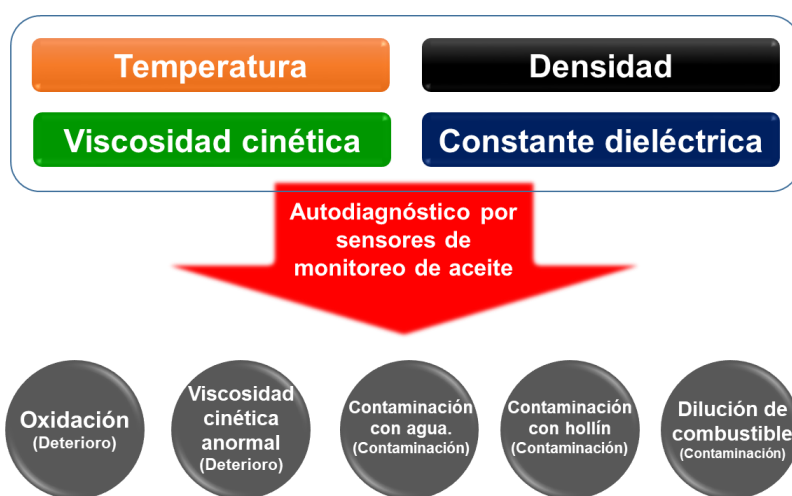 Temperatura
Densidad
Viscosidad cinética
Constante dieléctrica
Autodiagnóstico por
sensores de
monitoreo de aceite
Oxidación
(Deterioro)
Viscosidad
cinética
anormal
(Deterioro)
Contaminación
con agua.
(Contaminación)
Contaminación
con hollín
(Contaminación)
Dilución de
combustible
(Contaminación)